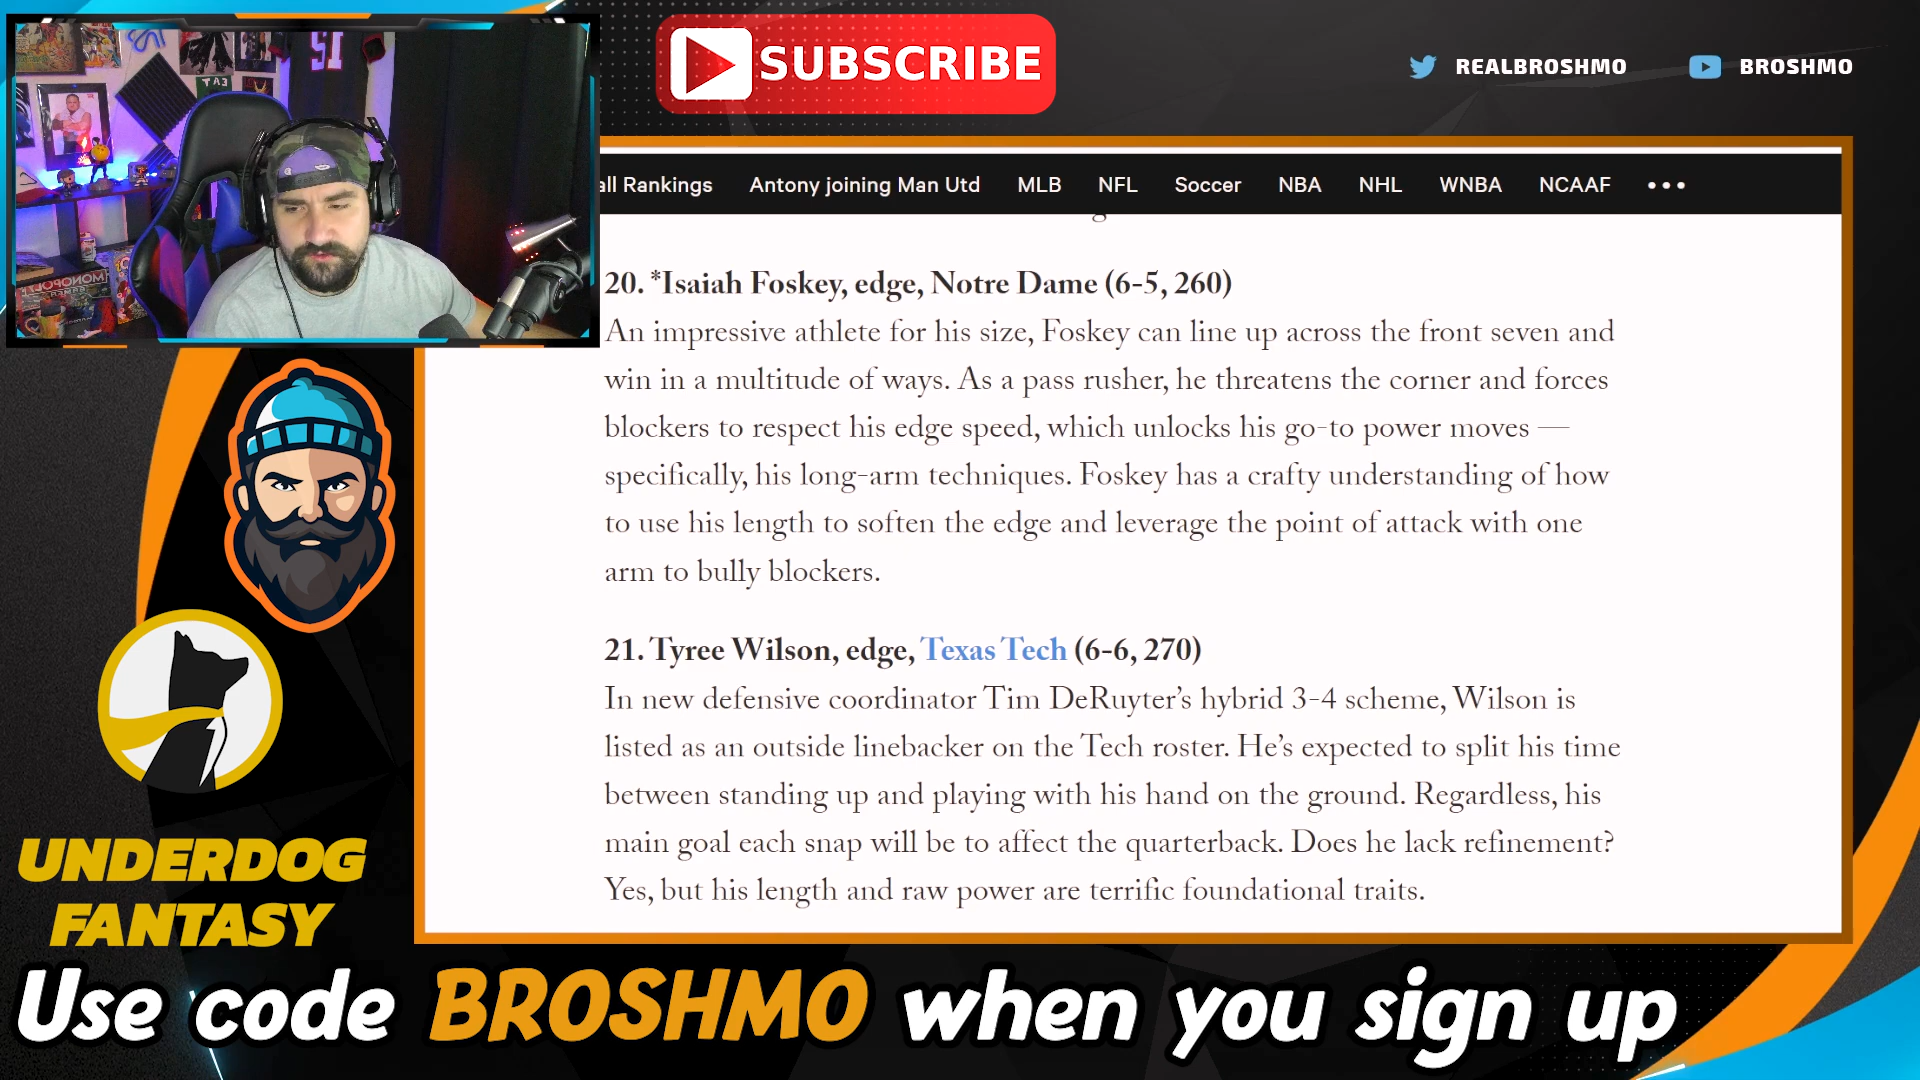 SUBSCRIBE
REALBROSHMO
BROSHMO
all Rankings Antony joining Man Utd MLB NFL Soccer NBA NHL WNBA NCAAF •••
20. *Isaiah Foskey, edge, Notre Dame (6-5, 260)
An impressive athlete for his size, Foskey can line up across the front seven and
win in a multitude of ways. As a pass rusher, he threatens the corner and forces
blockers to respect his edge speed, which unlocks his go-to power moves —
specifically, his long-arm techniques. Foskey has a crafty understanding of how
to use his length to soften the edge and leverage the point of attack with one
arm to bully blockers.
21. Tyree Wilson, edge, Texas Tech (6-6, 270)
In new defensive coordinator Tim DeRuyter’s hybrid 3-4 scheme, Wilson is
listed as an outside linebacker on the Tech roster. He’s expected to split his time
between standing up and playing with his hand on the ground. Regardless, his
main goal each snap will be to affect the quarterback. Does he lack refinement?
Yes, but his length and raw power are terrific foundational traits.
MONOPOLY
UNDERDOG
FANTASY
Use code BROSHMO when you sign up